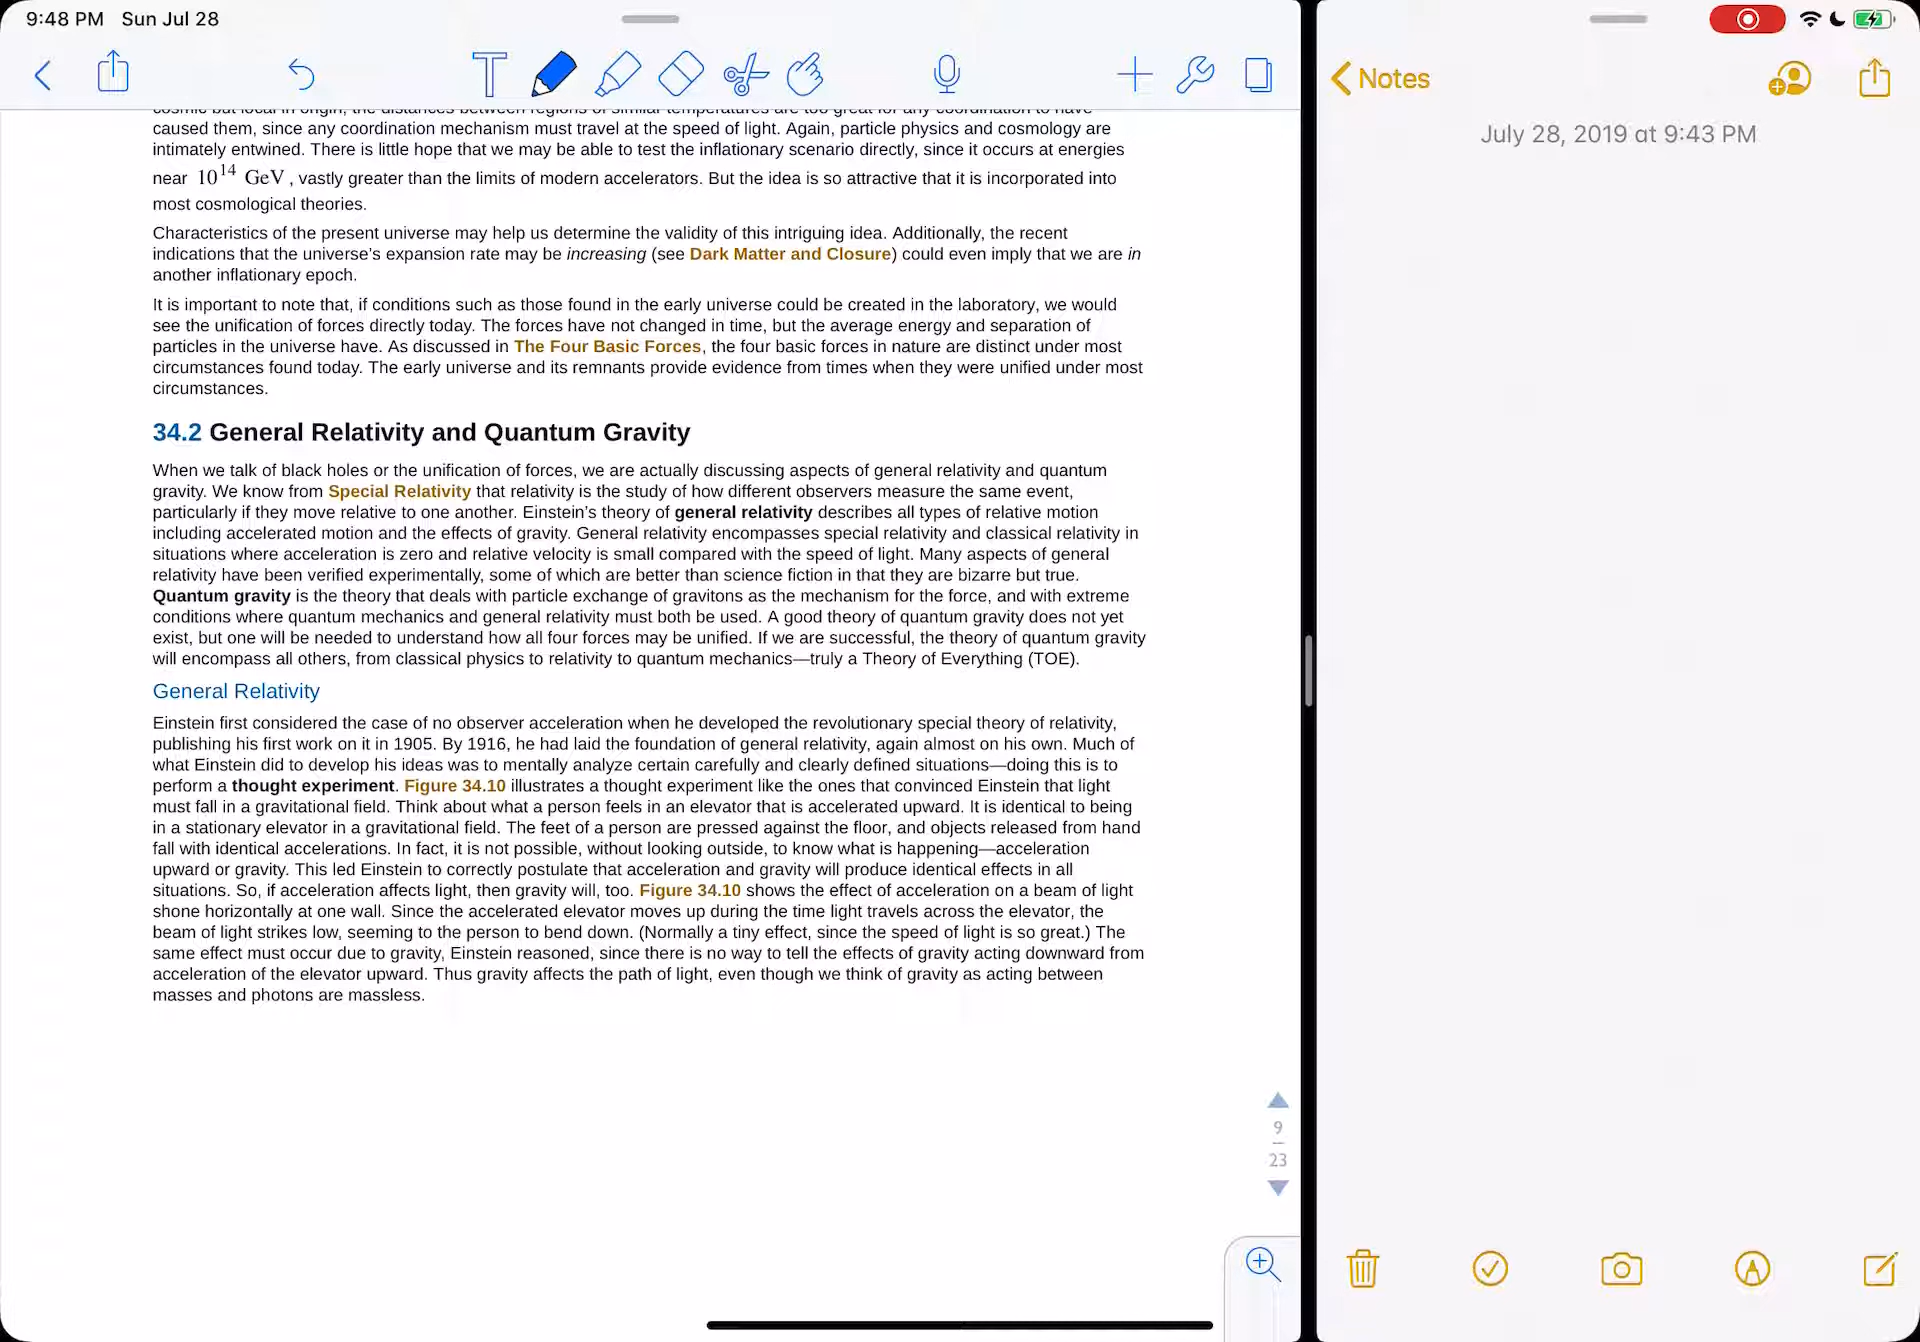 9:48 PM Sun Jul 28
Notes
July 28, 2019 at 9:43 PM
cosmic but local in origin, the distances between regions of similar temperatures are too great for any coordination to have
caused them, since any coordination mechanism must travel at the speed of light. Again, particle physics and cosmology are
intimately entwined. There is little hope that we may be able to test the inflationary scenario directly, since it occurs at energies
near 10^14 GeV, vastly greater than the limits of modern accelerators. But the idea is so attractive that it is incorporated into
most cosmological theories.
Characteristics of the present universe may help us determine the validity of this intriguing idea. Additionally, the recent
indications that the universe's expansion rate may be increasing (see Dark Matter and Closure) could even imply that we are in
another inflationary epoch.
It is important to note that, if conditions such as those found in the early universe could be created in the laboratory, we would
see the unification of forces directly today. The forces have not changed in time, but the average energy and separation of
particles in the universe have. As discussed in The Four Basic Forces, the four basic forces in nature are distinct under most
circumstances found today. The early universe and its remnants provide evidence from times when they were unified under most
circumstances.
34.2 General Relativity and Quantum Gravity
When we talk of black holes or the unification of forces, we are actually discussing aspects of general relativity and quantum
gravity. We know from Special Relativity that relativity is the study of how different observers measure the same event,
particularly if they move relative to one another. Einstein's theory of general relativity describes all types of relative motion
including accelerated motion and the effects of gravity. General relativity encompasses special relativity and classical relativity in
situations where acceleration is zero and relative velocity is small compared with the speed of light. Many aspects of general
relativity have been verified experimentally, some of which are better than science fiction in that they are bizarre but true.
Quantum gravity is the theory that deals with particle exchange of gravitons as the mechanism for the force, and with extreme
conditions where quantum mechanics and general relativity must both be used. A good theory of quantum gravity does not yet
exist, but one will be needed to understand how all four forces may be unified. If we are successful, the theory of quantum gravity
will encompass all others, from classical physics to relativity to quantum mechanics—truly a Theory of Everything (TOE).
General Relativity
Einstein first considered the case of no observer acceleration when he developed the revolutionary special theory of relativity,
publishing his first work on it in 1905. By 1916, he had laid the foundation of general relativity, again almost on his own. Much of
what Einstein did to develop his ideas was to mentally analyze certain carefully and clearly defined situations—doing this is to
perform a thought experiment. Figure 34.10 illustrates a thought experiment like the ones that convinced Einstein that light
must fall in a gravitational field. Think about what a person feels in an elevator that is accelerated upward. It is identical to being
in a stationary elevator in a gravitational field. The feet of a person are pressed against the floor, and objects released from hand
fall with identical accelerations. In fact, it is not possible, without looking outside, to know what is happening—acceleration
upward or gravity. This led Einstein to correctly postulate that acceleration and gravity will produce identical effects in all
situations. So, if acceleration affects light, then gravity will, too. Figure 34.10 shows the effect of acceleration on a beam of light
shone horizontally at one wall. Since the accelerated elevator moves up during the time light travels across the elevator, the
beam of light strikes low, seeming to the person to bend down. (Normally a tiny effect, since the speed of light is so great.) The
same effect must occur due to gravity, Einstein reasoned, since there is no way to tell the effects of gravity acting downward from
acceleration of the elevator upward. Thus gravity affects the path of light, even though we think of gravity as acting between
masses and photons are massless.
9
23